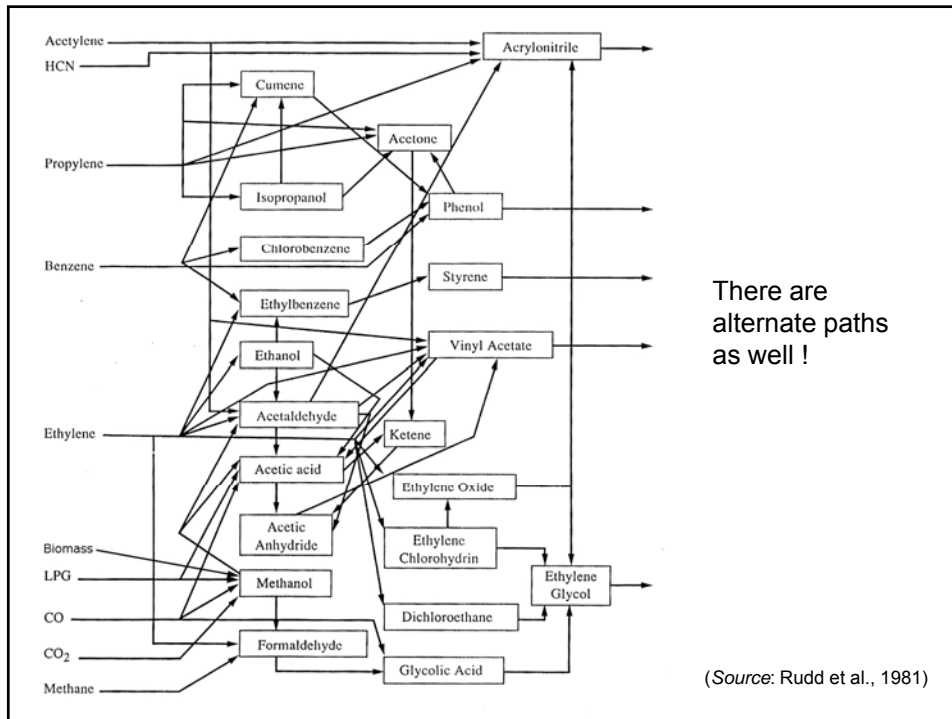 Acetylene
HCN
Propylene
Benzene
Ethylene
Biomass
LPG
CO
CO2
Methane
Cumene
Isopropanol
Chlorobenzene
Ethylbenzene
Ethanol
Acetaldehyde
Acetic acid
Acetic
Anhydride
Methanol
Formaldehyde
Acrylonitrile
Acetone
Phenol
Styrene
Vinyl Acetate
Ketene
Ethylene Oxide
Ethylene
Chlorohydrin
Dichloroethane
Glycolic Acid
Ethylene
Glycol
There are
alternate paths
as well !
(Source: Rudd et al., 1981)